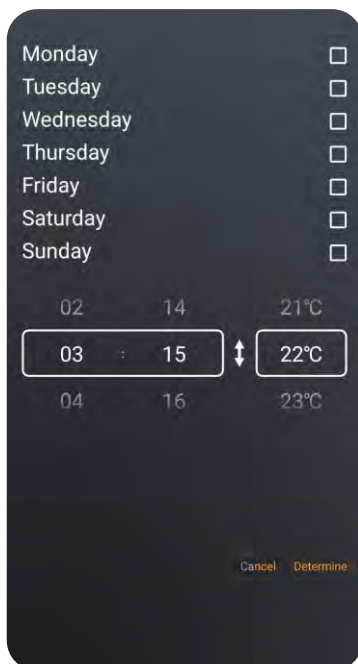 Monday
Tuesday
Wednesday
Thursday
Friday
Saturday
Sunday
02 14 21°C
03 : 15 22°C
04 16 23°C
Cancel Determine